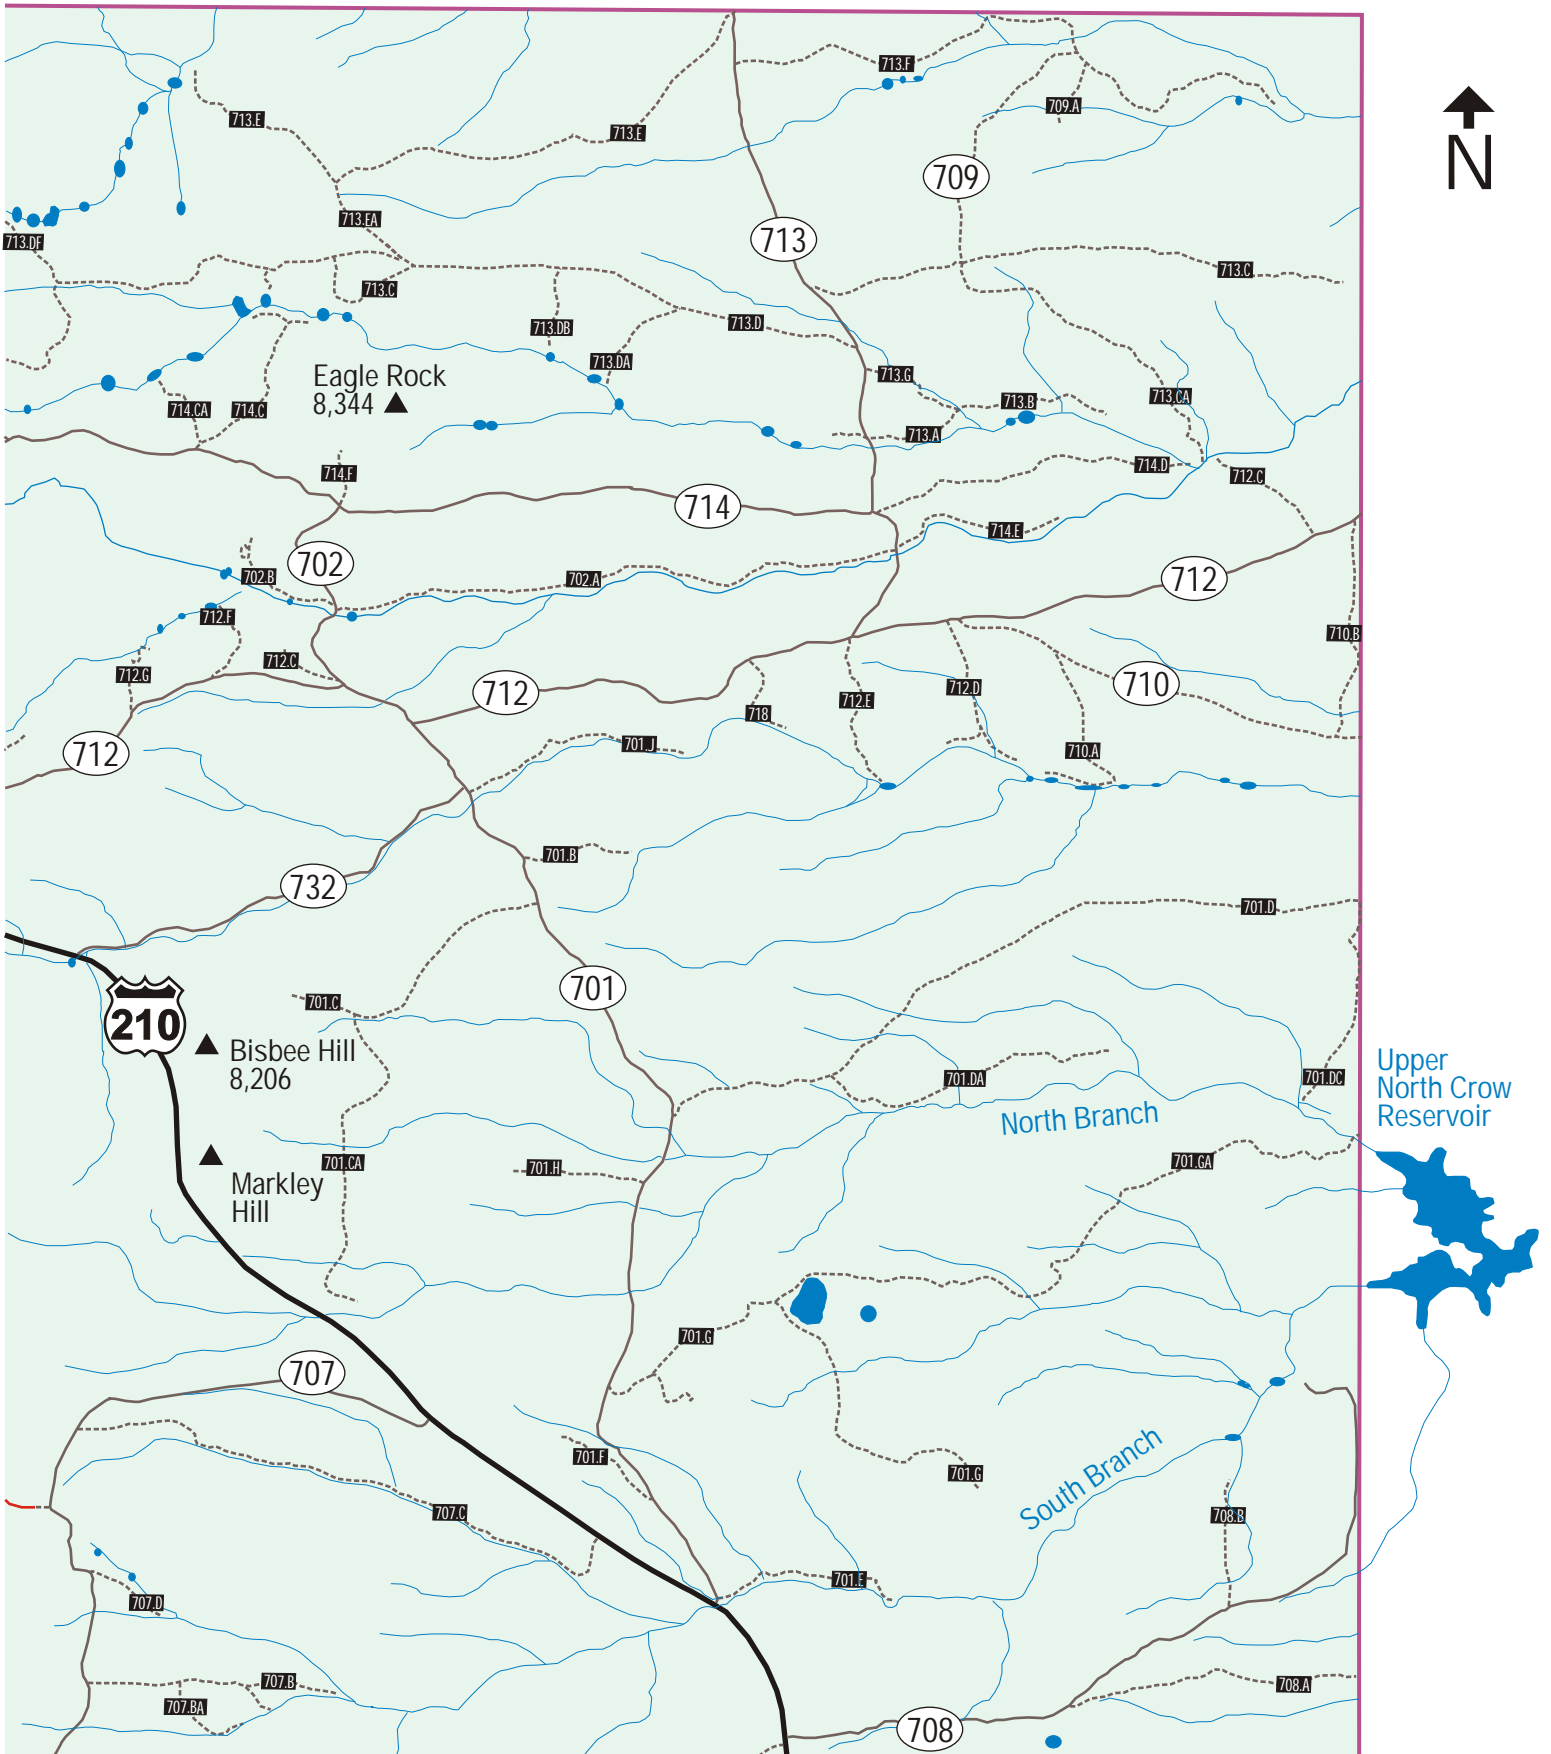 713.F
709.A
713.E
713.E
N
709
713.EA
713
713.DF
713.C
713.C
713.DB
713.D
713.DA
713.G
Eagle Rock
8,344
714.CA
714.C
713.B
713.CA
713.A
714.F
714.D
712.C
714
714.E
702
702.B
702.A
712
712.F
710.B
712.C
712.G
712
712.E
712.D
710
718
712
701.J
710.A
701.B
732
701.D
701
701.C
210
Bisbee Hill
8,206
701.DA
701.DC
Upper
North Crow
Reservoir
North Branch
701.CA
701.H
701.GA
Markley
Hill
701.G
707
701.F
701.G
South Branch
707.C
708.B
701.E
707.D
707.B
707.BA
708.A
708